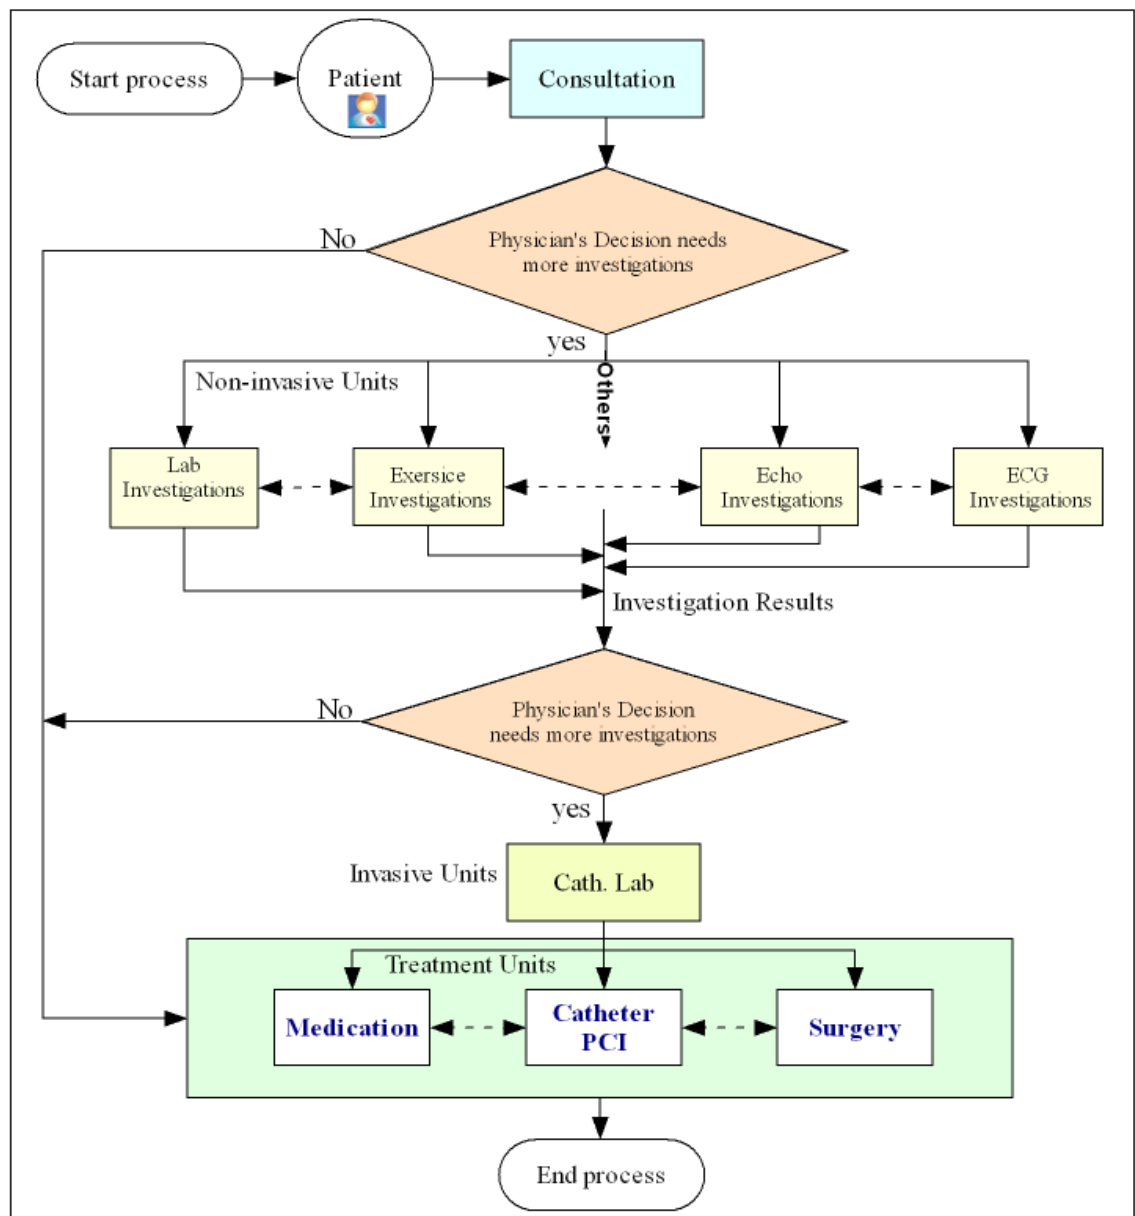 Start process
Patient
Consultation
No
Physician's Decision needs
more investigations
yes
Others
Non-invasive Units
Lab
Investigations
Exersice
Investigations
Echo
Investigations
ECG
Investigations
Investigation Results
No
Physician's Decision
needs more investigations
yes
Invasive Units
Cath. Lab
Treatment Units
Medication
Catheter
PCI
Surgery
End process